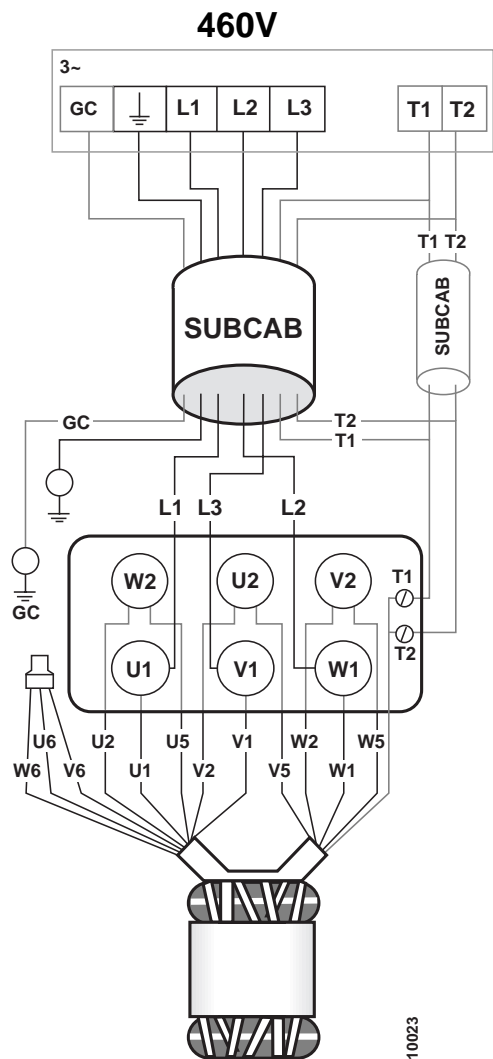 460V
3~
GC L1 L2 L3 T1 T2
T1 T2
SUBCAB
SUBCAB
GC
T2
T1
L1 L3 L2
W2 U2 V2
T1
GC
U1 V1 W1
T2
U6 U2 U5 V1 W2 W5
W6 V6 U1 V2 V5 W1
10023